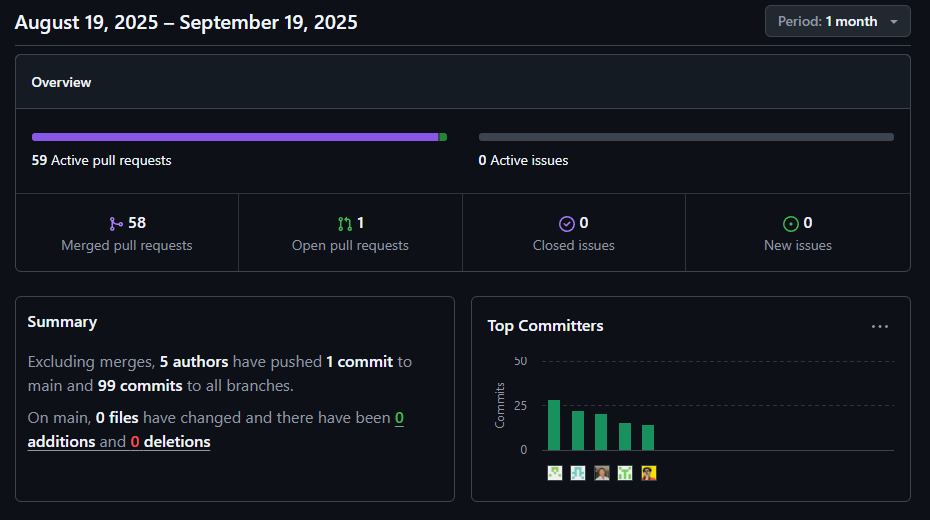 August 19, 2025 – September 19, 2025
Period: 1 month
Overview
59 Active pull requests
0 Active issues
58
Merged pull requests
1
Open pull requests
0
Closed issues
0
New issues
Summary
Excluding merges, 5 authors have pushed 1 commit to
main and 99 commits to all branches.
On main, 0 files have changed and there have been 0
additions and 0 deletions
Top Committers
Commits
50
25
0